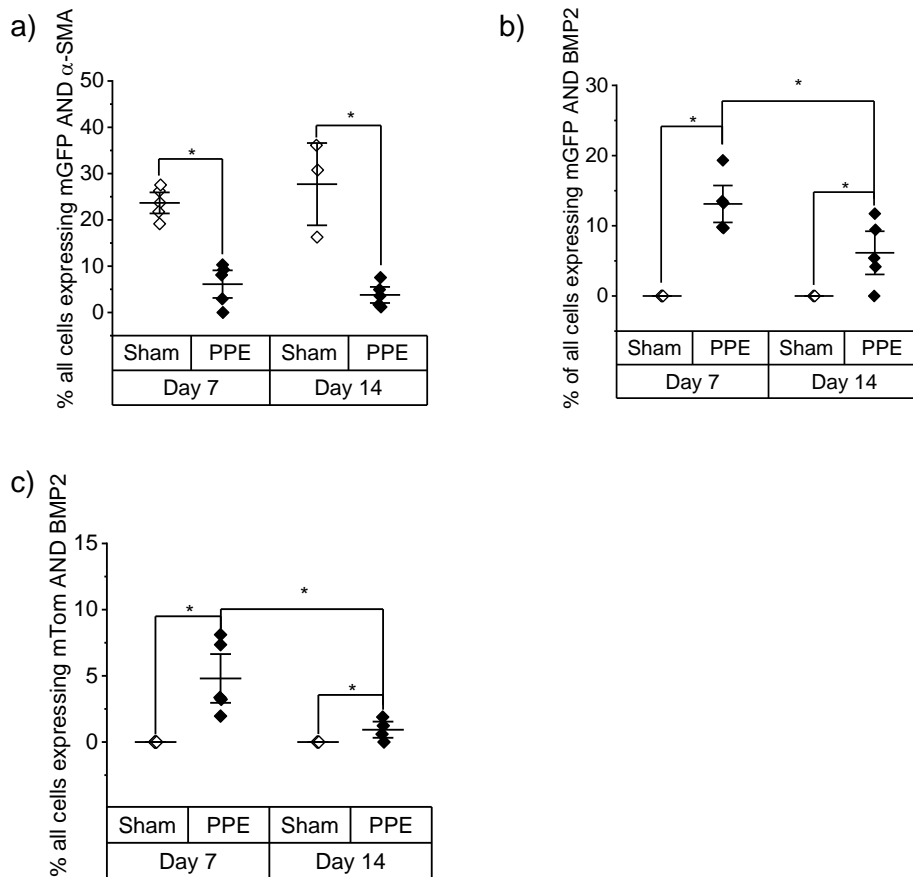 a)
% all cells expressing mGFP AND α-SMA
50
40
30
20
10
0
*
*
Sham PPE Sham PPE
Day 7 Day 14
b)
% of all cells expressing mGFP AND BMP2
30
20
10
0
*
*
*
Sham PPE Sham PPE
Day 7 Day 14
c)
% all cells expressing mTom AND BMP2
15
10
5
0
*
*
*
Sham PPE Sham PPE
Day 7 Day 14